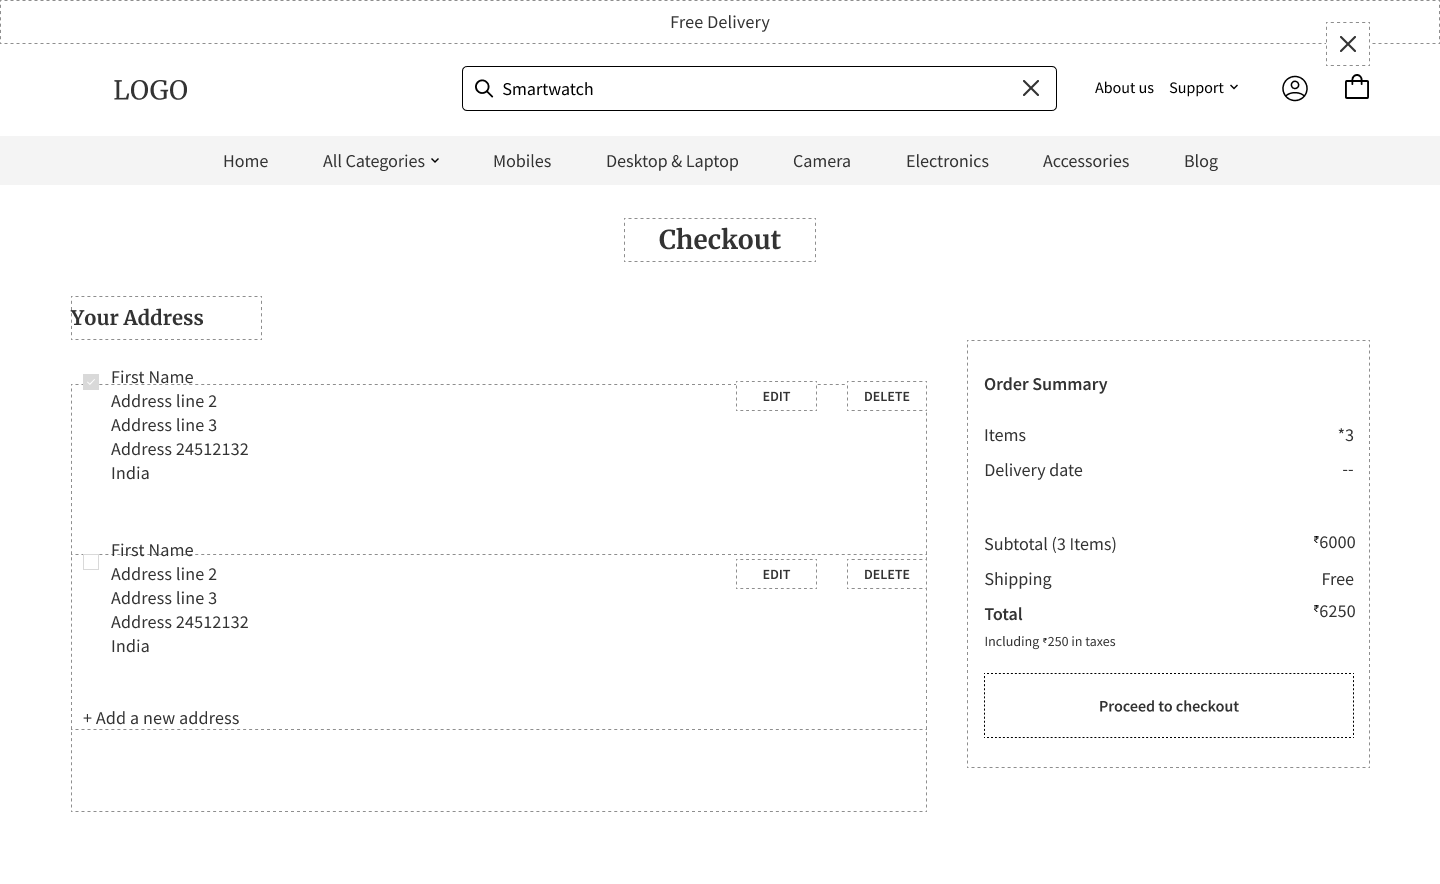 Free Delivery
LOGO
Smartwatch
About us
Support
Home
All Categories
Mobiles
Desktop & Laptop
Camera
Electronics
Accessories
Blog
Checkout
Your Address
First Name
Address line 2
Address line 3
Address 24512132
India
EDIT
DELETE
First Name
Address line 2
Address line 3
Address 24512132
India
EDIT
DELETE
+ Add a new address
Order Summary
Items *3
Delivery date --
Subtotal (3 Items) ₹6000
Shipping Free
Total ₹6250
Including ₹250 in taxes
Proceed to checkout